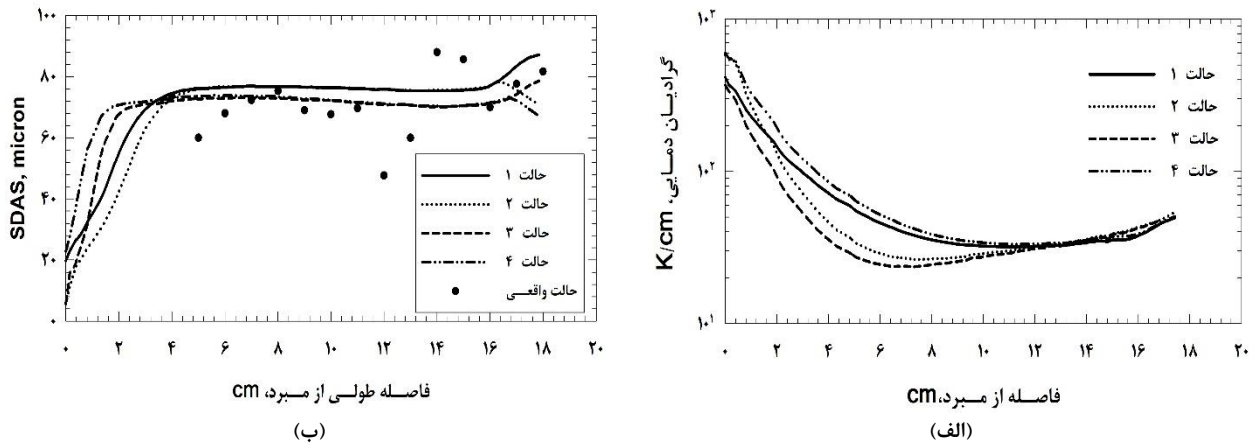 ۱۰۰
۸۰
۶۰
۴۰
۲۰
۰
SDAS, micron
۰ ۲ ۴ ۶ ۸ ۱۰ ۱۲ ۱۴ ۱۶ ۱۸ ۲۰
حالت ۱
حالت ۲
حالت ۳
حالت ۴
حالت واقعی
فاصله طولی از مبرد، cm
(ب)
۱۰³
۱۰²
۱۰¹
گرادیان دمایی، K/cm
۰ ۲ ۴ ۶ ۸ ۱۰ ۱۲ ۱۴ ۱۶ ۱۸ ۲۰
حالت ۱
حالت ۲
حالت ۳
حالت ۴
فاصله از مبرد،cm
(الف)